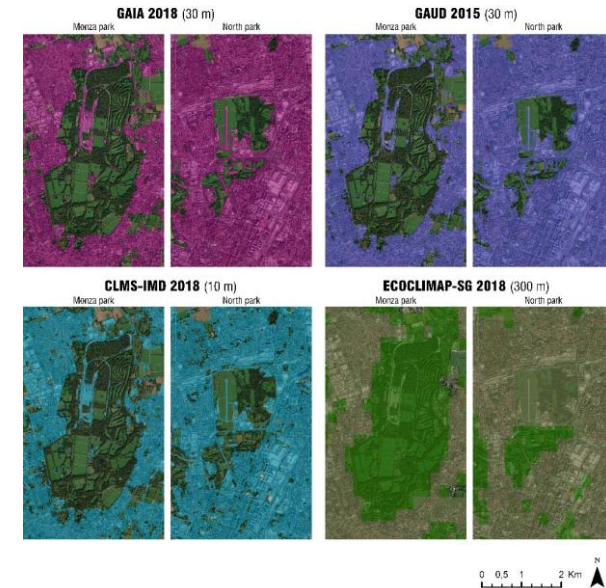 GAIA 2018 (30 m)
Monza park North park
GAUD 2015 (30 m)
Monza park North park
CLMS-IMD 2018 (10 m)
Monza park North park
ECOCLIMAP-SG 2018 (300 m)
Monza park North park
N
0 0,5 1 2 Km